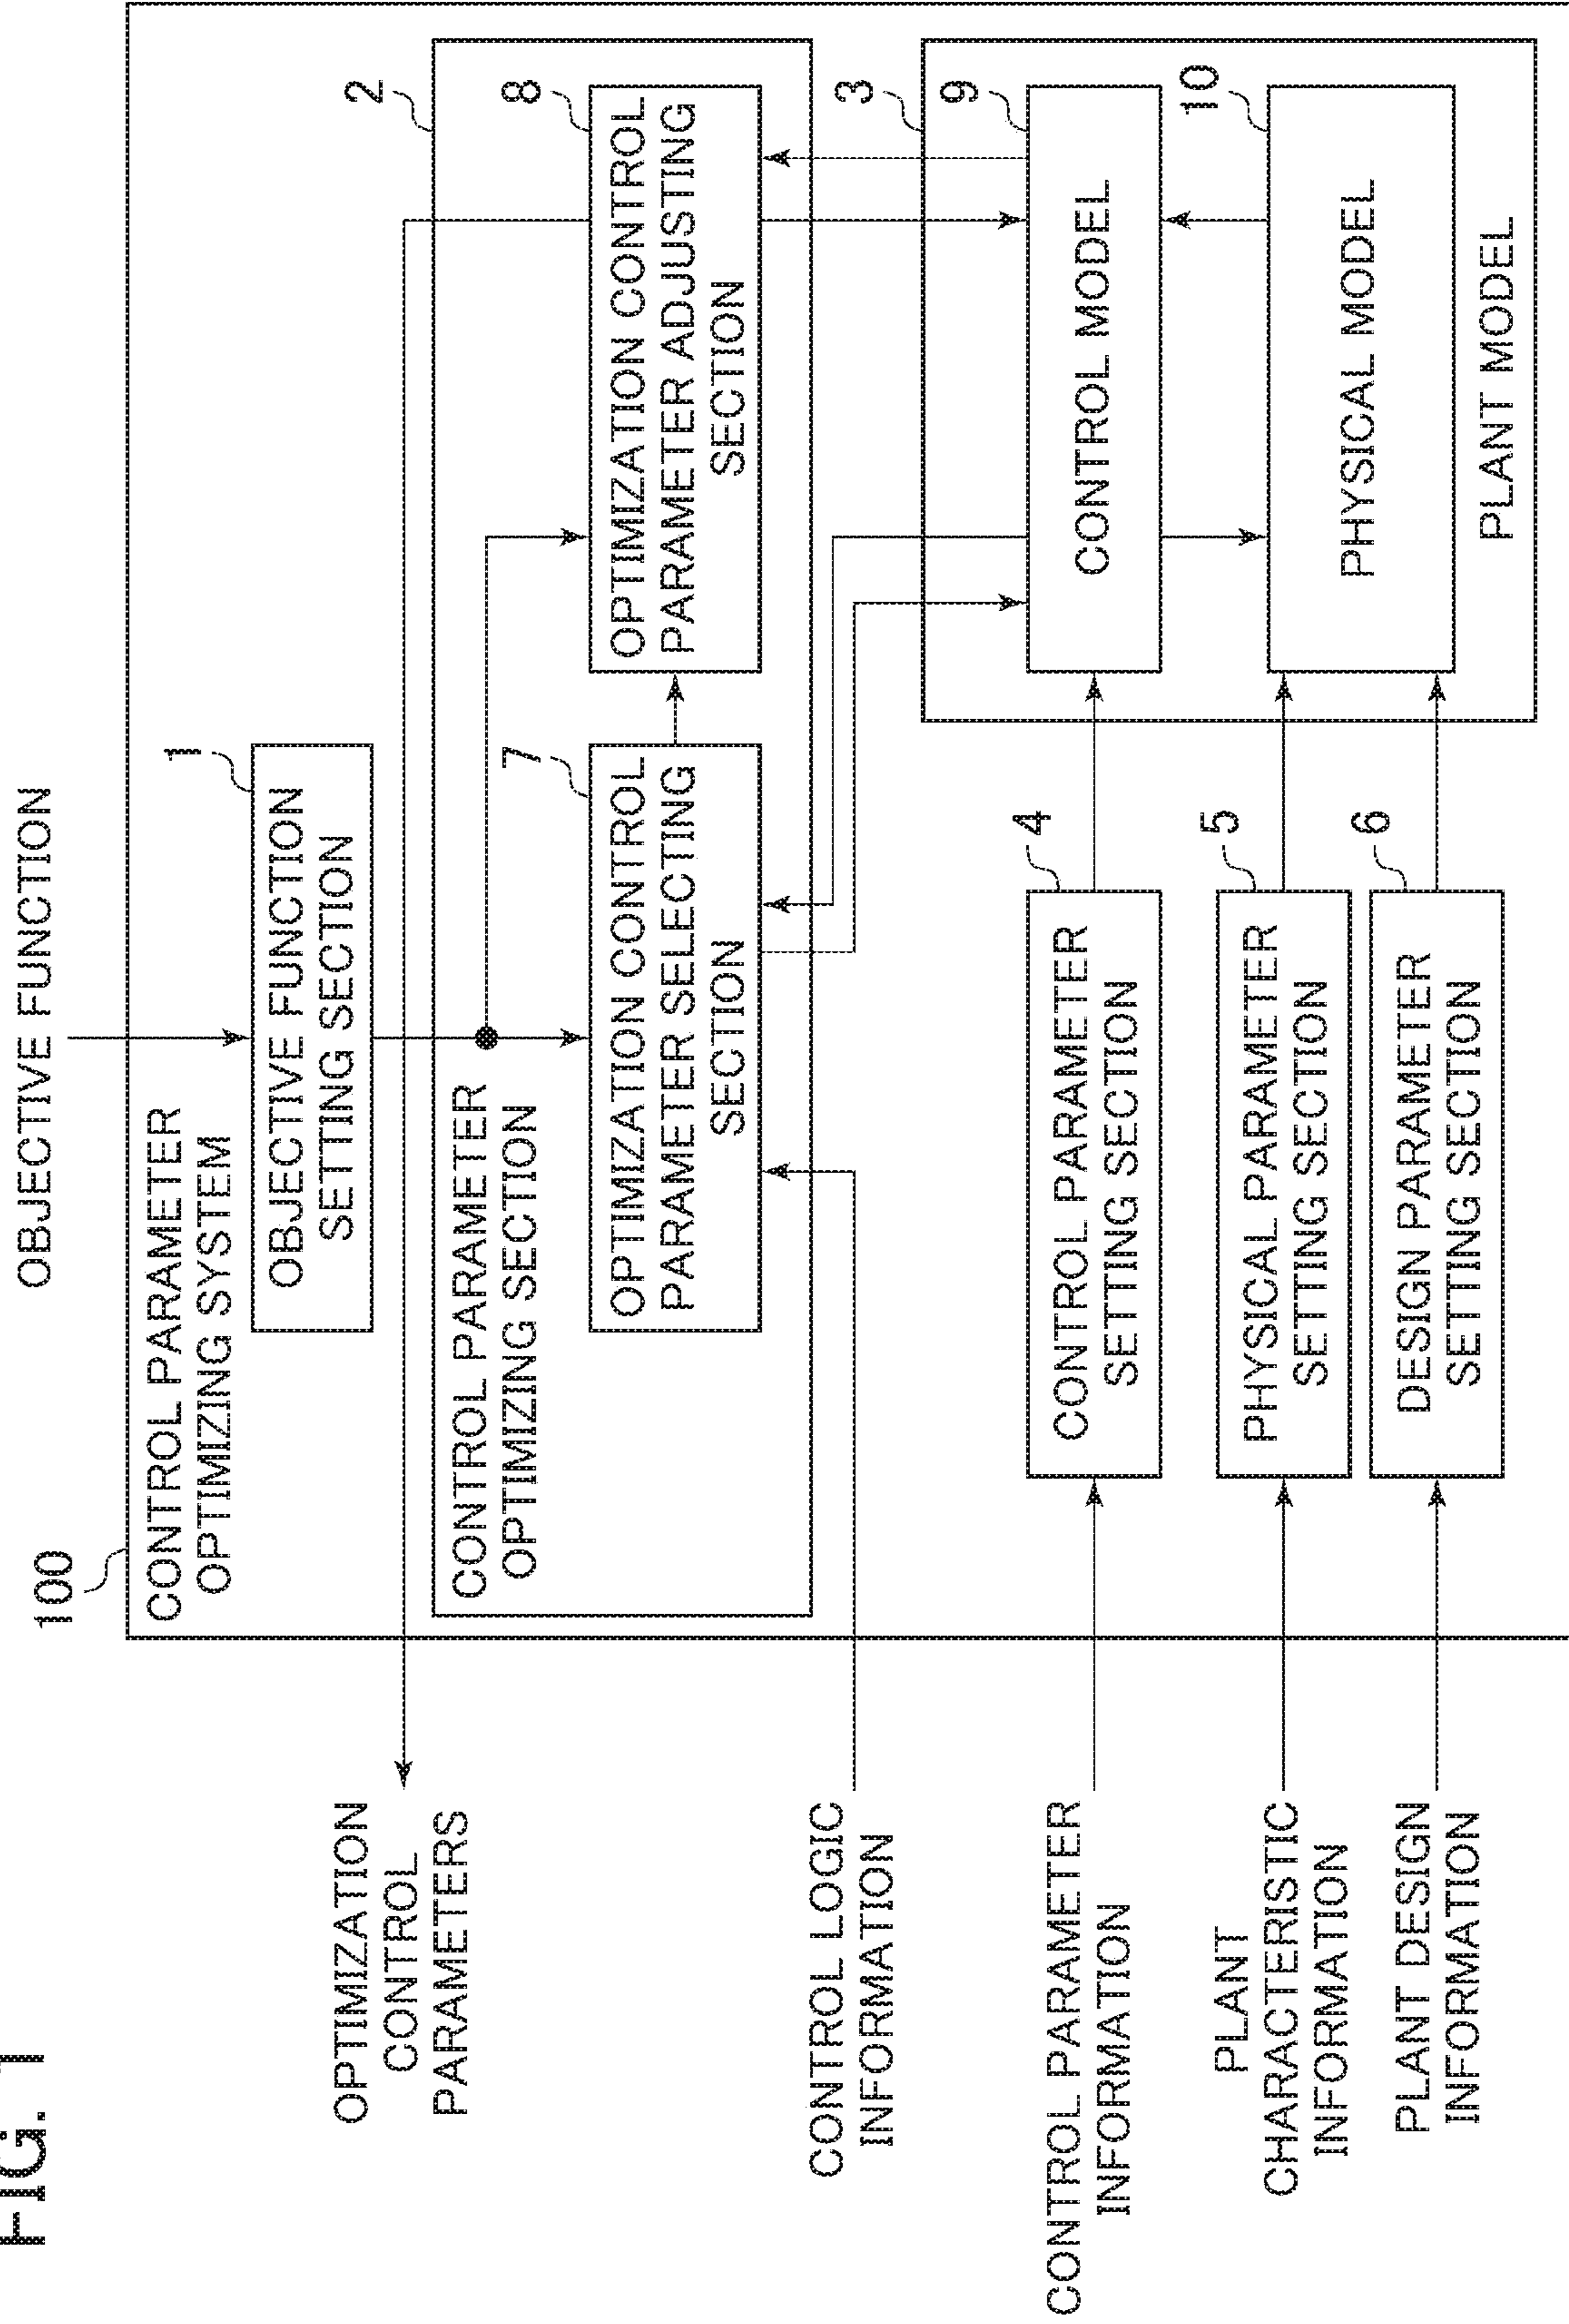 FIG. 1
OBJECTIVE FUNCTION
100
CONTROL PARAMETER
OPTIMIZING SYSTEM
1
OBJECTIVE FUNCTION
SETTING SECTION
OPTIMIZATION
CONTROL
PARAMETERS
2
CONTROL PARAMETER
OPTIMIZING SECTION
7
OPTIMIZATION CONTROL
PARAMETER SELECTING
SECTION
8
OPTIMIZATION CONTROL
PARAMETER ADJUSTING
SECTION
CONTROL LOGIC
INFORMATION
3
CONTROL PARAMETER
INFORMATION
4
CONTROL PARAMETER
SETTING SECTION
9
CONTROL MODEL
PLANT
CHARACTERISTIC
INFORMATION
5
PHYSICAL PARAMETER
SETTING SECTION
10
PHYSICAL MODEL
PLANT DESIGN
INFORMATION
6
DESIGN PARAMETER
SETTING SECTION
PLANT MODEL